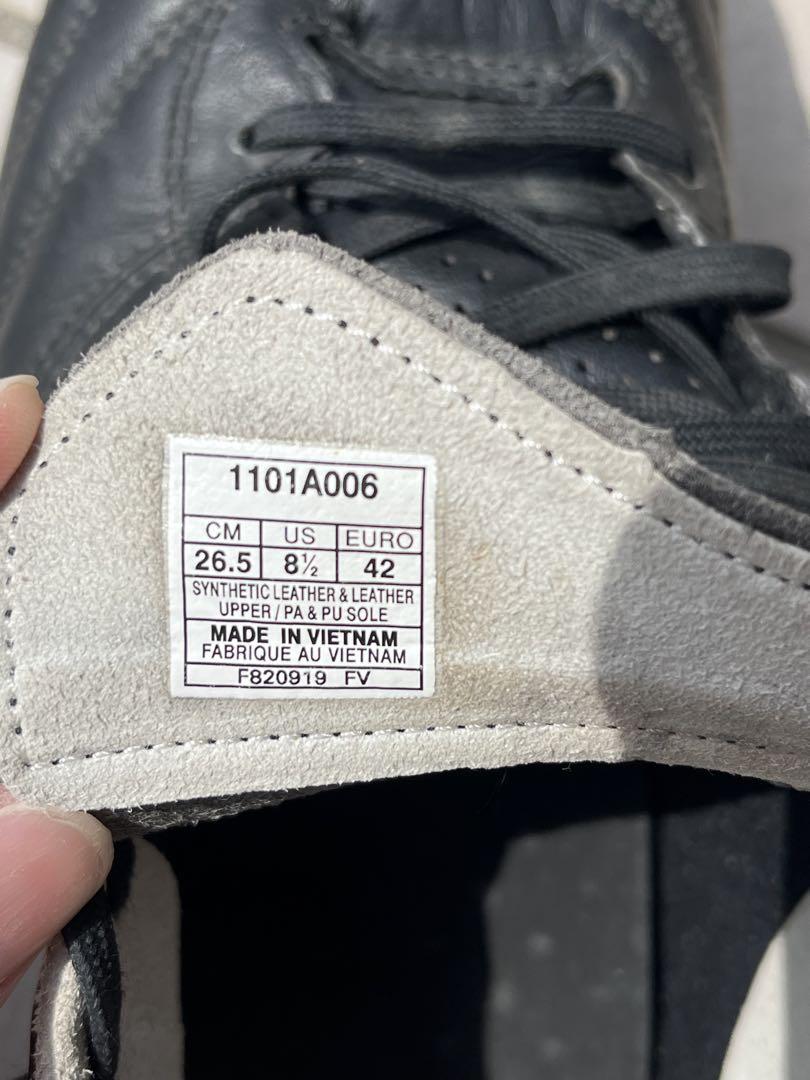 1101A006
CM US EURO
26.5 8½ 42
SYNTHETIC LEATHER & LEATHER
UPPER / PA & PU SOLE
MADE IN VIETNAM
FABRIQUE AU VIETNAM
F820919 FV